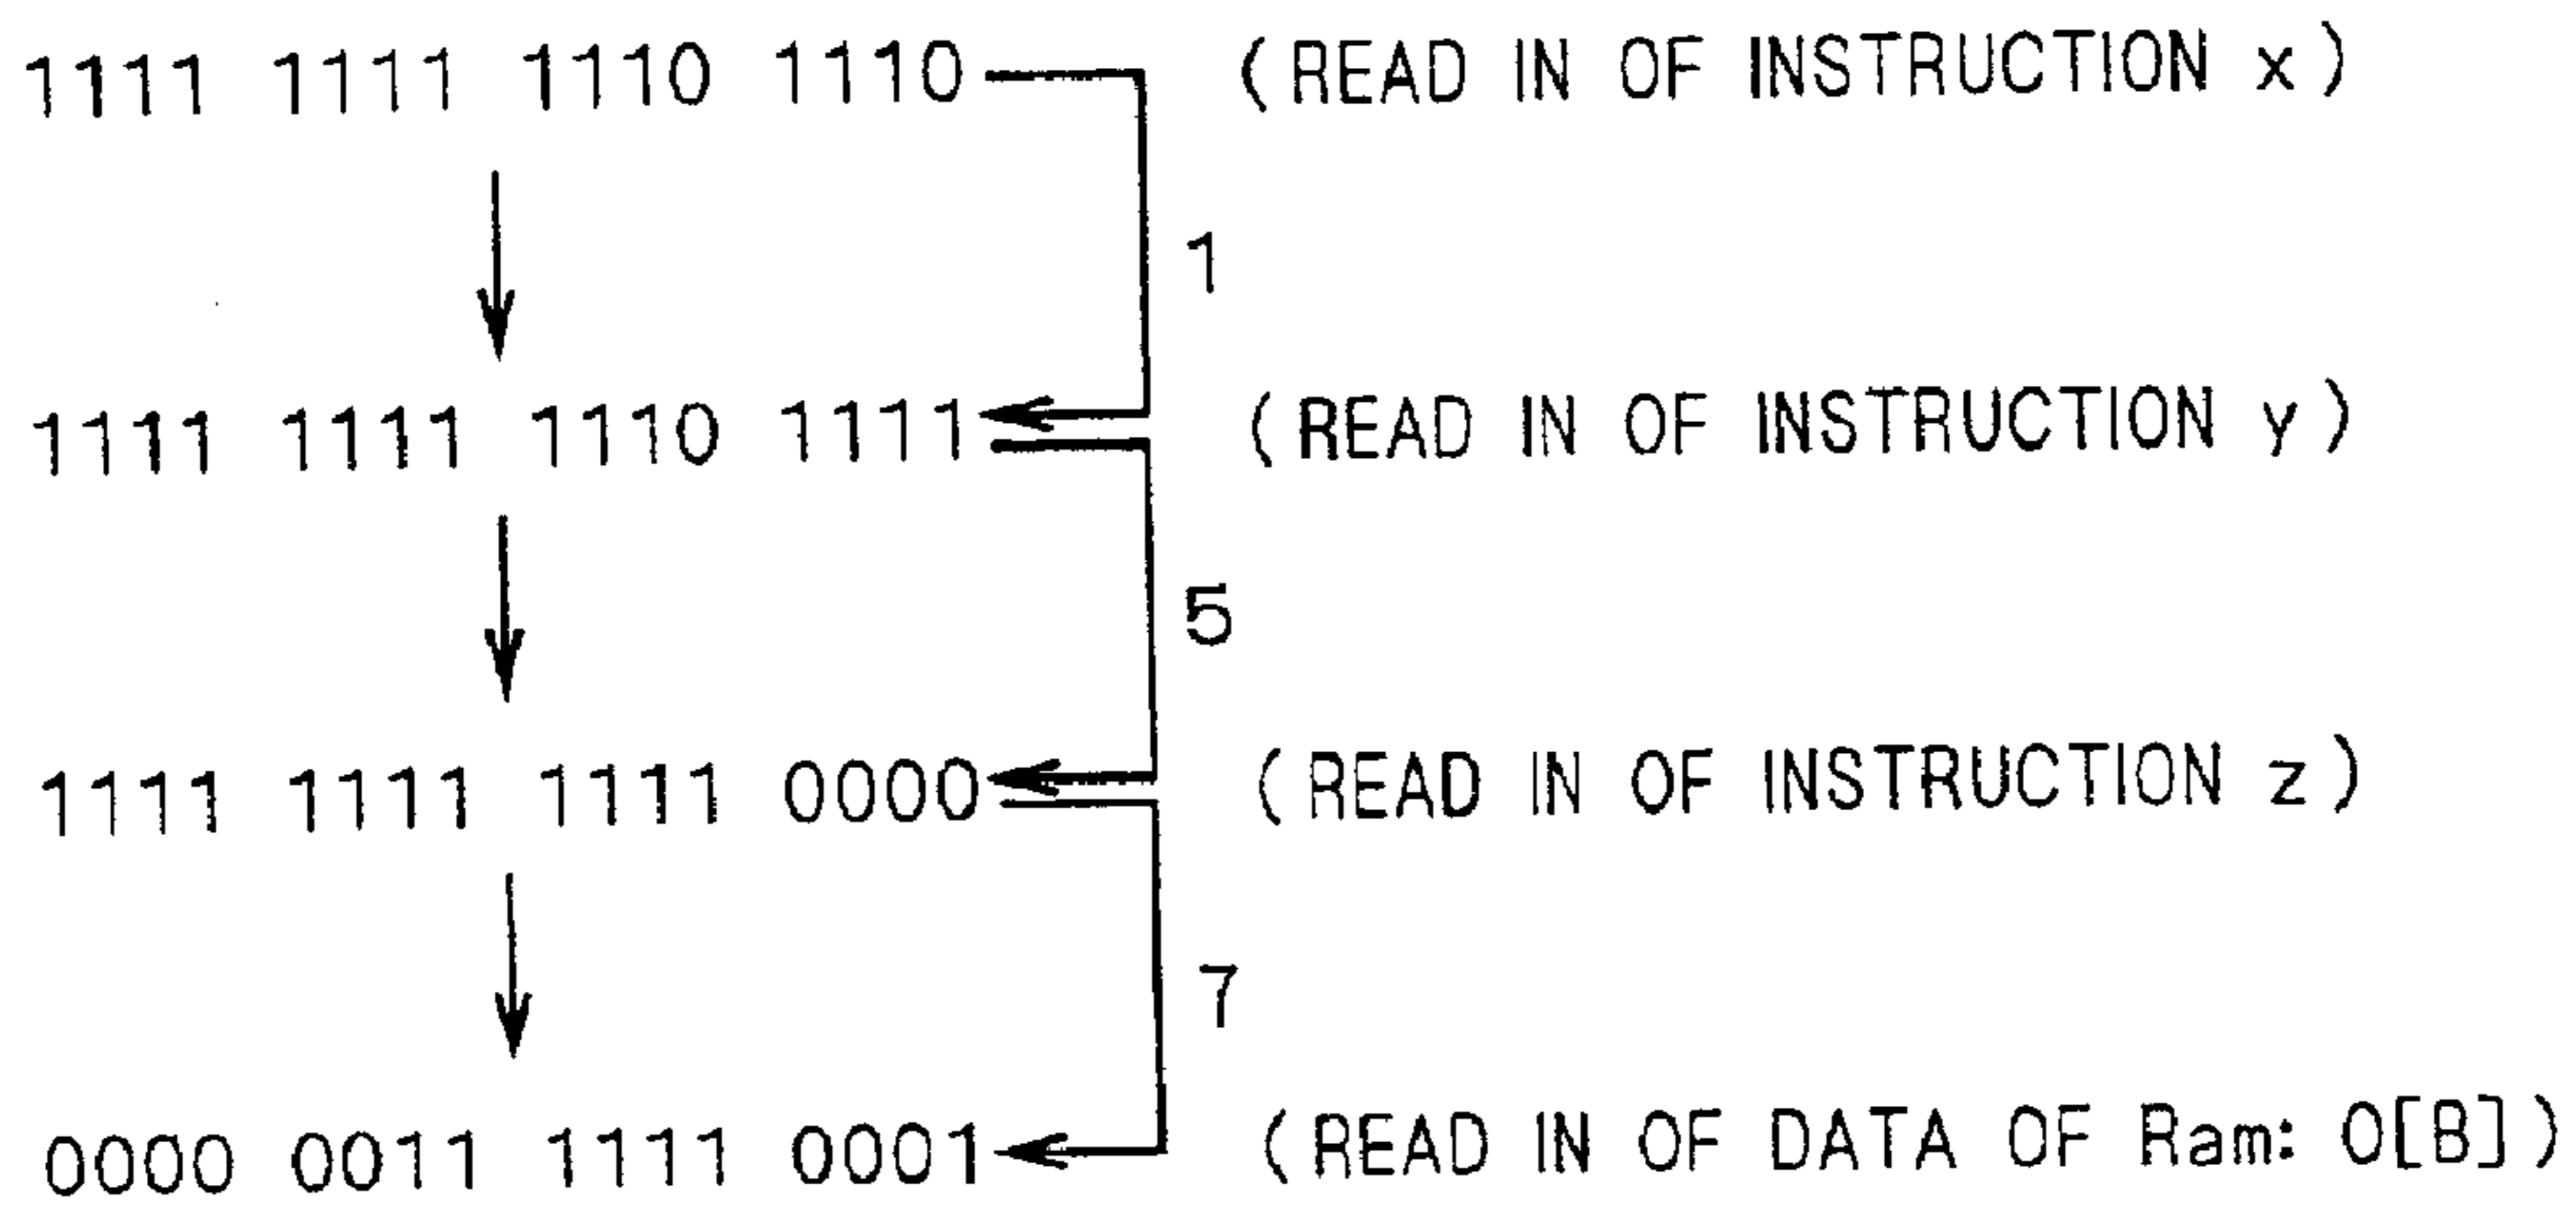 1111 1111 1110 1110 (READ IN OF INSTRUCTION x)
1
1111 1111 1110 1111 (READ IN OF INSTRUCTION y)
5
1111 1111 1111 0000 (READ IN OF INSTRUCTION z)
7
0000 0011 1111 0001 (READ IN OF DATA OF Ram: O[B])